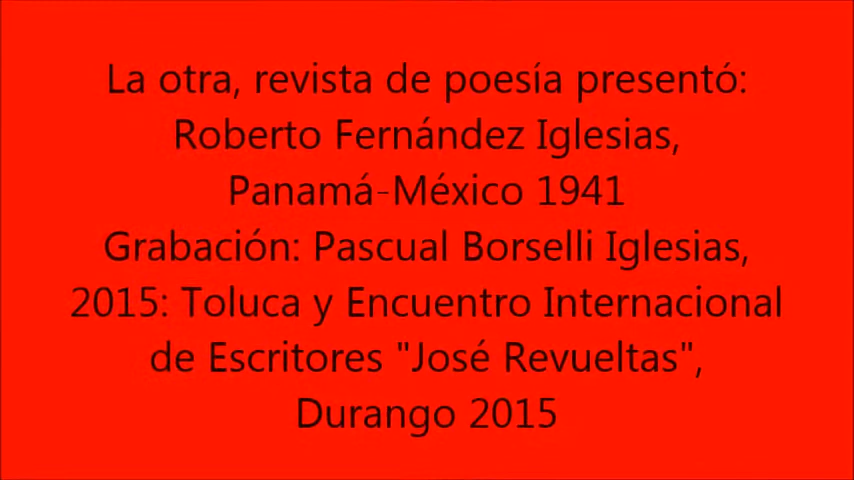 La otra, revista de poesía presentó:
Roberto Fernández Iglesias,
Panamá-México 1941
Grabación: Pascual Borselli Iglesias,
2015: Toluca y Encuentro Internacional
de Escritores "José Revueltas",
Durango 2015